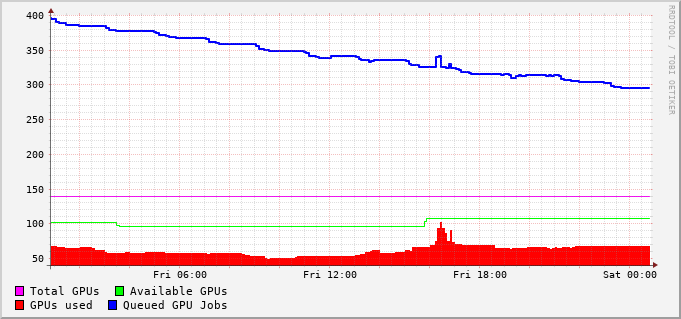 400
350
300
250
200
150
100
50
Fri 06:00 Fri 12:00 Fri 18:00 Sat 00:00
Total GPUs Available GPUs
GPUs used Queued GPU Jobs
RRDTOOL / TOBI OETIKER